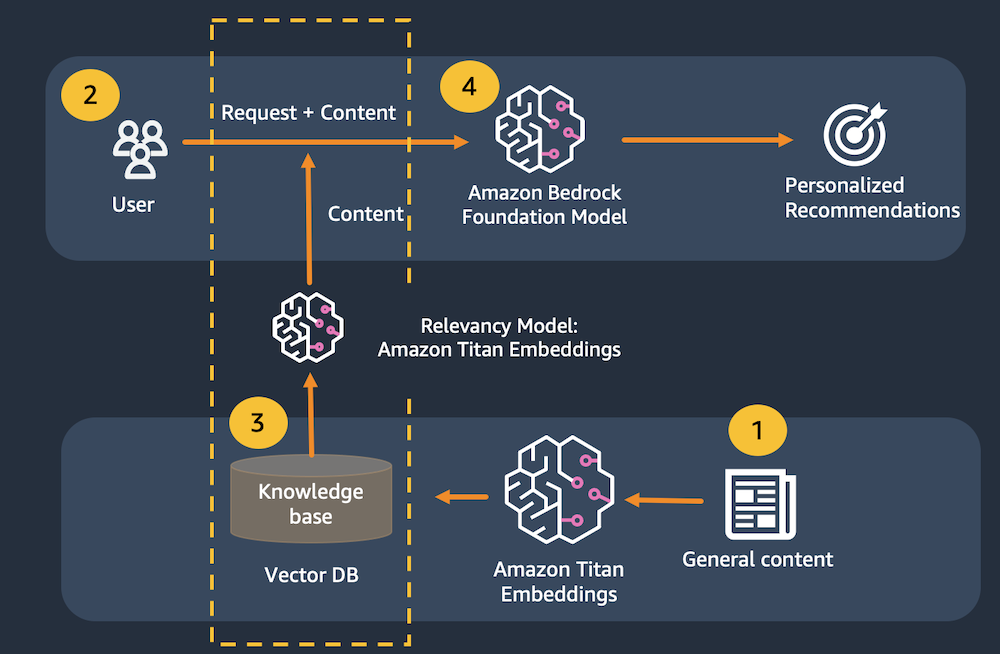 2
4
Request + Content
User
Content
Amazon Bedrock
Foundation Model
Personalized
Recommendations
Relevancy Model:
Amazon Titan Embeddings
3
1
Knowledge
base
Vector DB
Amazon Titan
Embeddings
General content